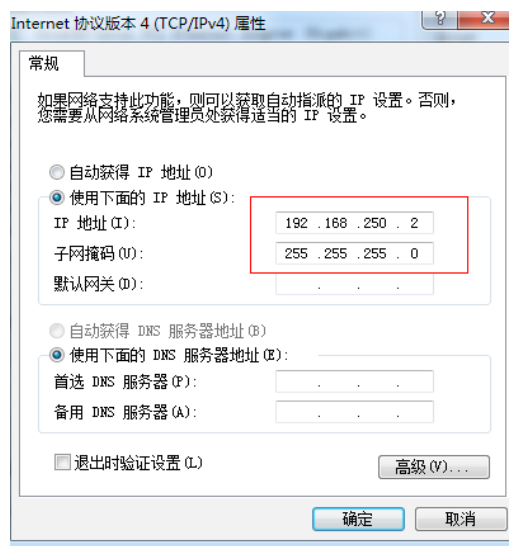 Internet 协议版本 4 (TCP/IPv4) 属性
常规
如果网络支持此功能，则可以获取自动指派的 IP 设置。否则，
您需要从网络系统管理员处获得适当的 IP 设置。
自动获得 IP 地址(O)
使用下面的 IP 地址(S):
IP 地址(I): 192 .168 .250 . 2
子网掩码(U): 255 .255 .255 . 0
默认网关(D): . . .
自动获得 DNS 服务器地址(B)
使用下面的 DNS 服务器地址(E):
首选 DNS 服务器(P): . . .
备用 DNS 服务器(A): . . .
退出时验证设置(L)
高级(V)...
确定 取消